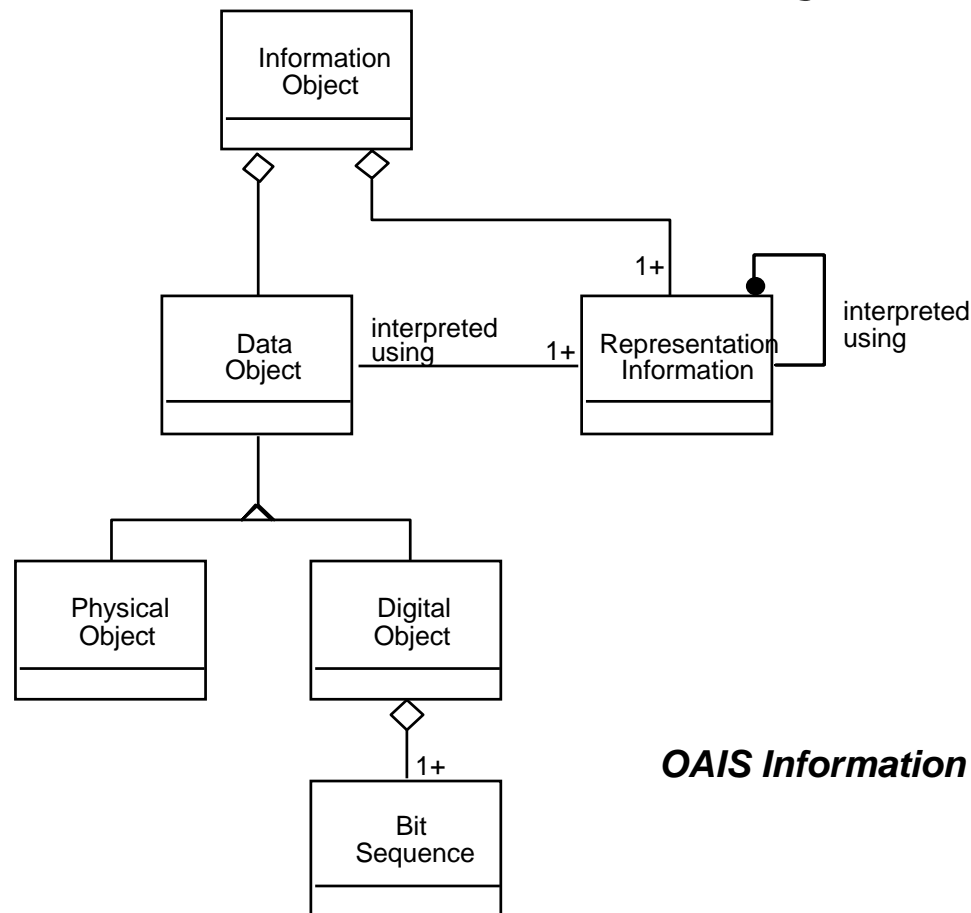 Information
Object
1+
interpreted
using
Data
Object
interpreted
using
1+
Representation
Information
Physical
Object
Digital
Object
1+
OAIS Information
Bit
Sequence